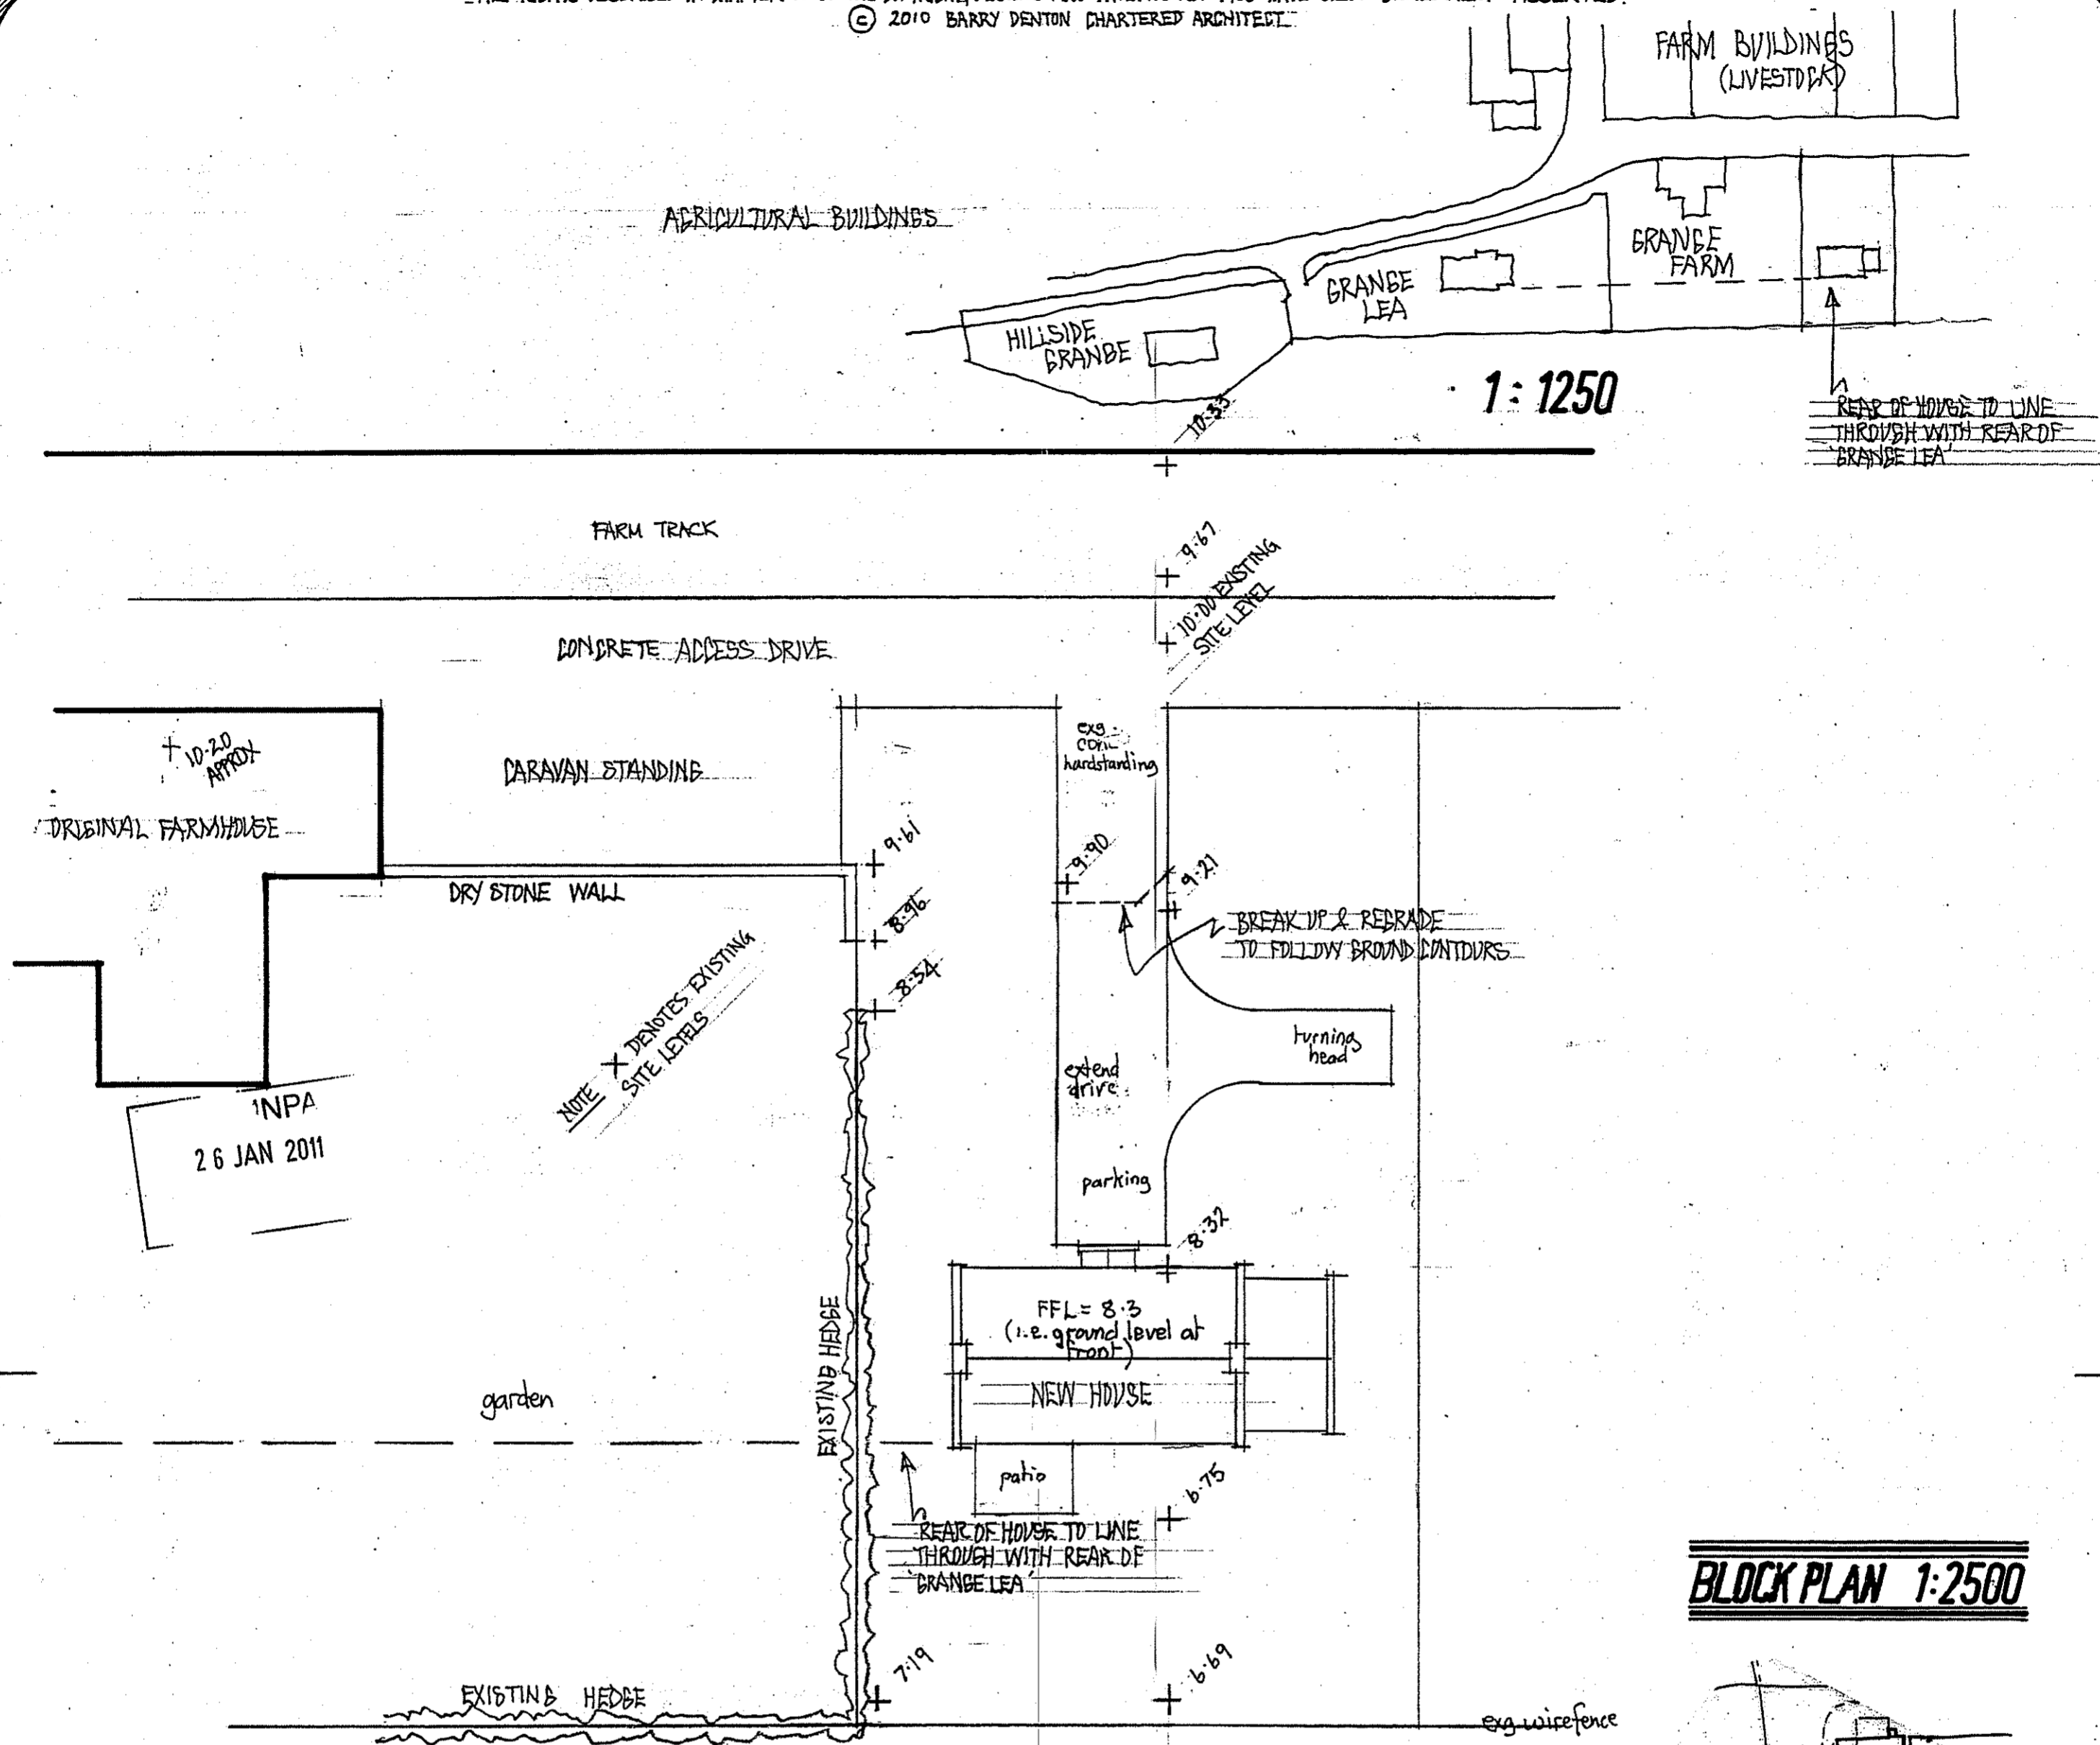 © 2010 BARRY DENTON CHARTERED ARCHITECT
FARM BUILDINGS
(LIVESTOCK)
AGRICULTURAL BUILDINGS
GRANGE
FARM
GRANGE
LEA
HILLSIDE
GRANGE
1:1250
REAR OF HOUSE TO LINE
THROUGH WITH REAR OF
'GRANGE LEA'
10.33
FARM TRACK
9.67
10.00 EXISTING
SITE LEVEL
CONCRETE ACCESS DRIVE
10.20
APPROX
ORIGINAL FARMHOUSE
CARAVAN STANDING
exg
conc
hardstanding
9.61
9.90
9.21
DRY STONE WALL
8.96
BREAK UP & REGRADE
TO FOLLOW GROUND CONTOURS
8.54
NOTE + DENOTES EXISTING
SITE LEVELS
turning
head
extend
drive
NPA
26 JAN 2011
parking
8.32
FFL = 8.3
(i.e. ground level at
front)
NEW HOUSE
EXISTING HEDGE
garden
patio
6.75
REAR OF HOUSE TO LINE
THROUGH WITH REAR OF
'GRANGE LEA'
BLOCK PLAN 1:2500
7.19
6.69
EXISTING HEDGE
exg wire fence